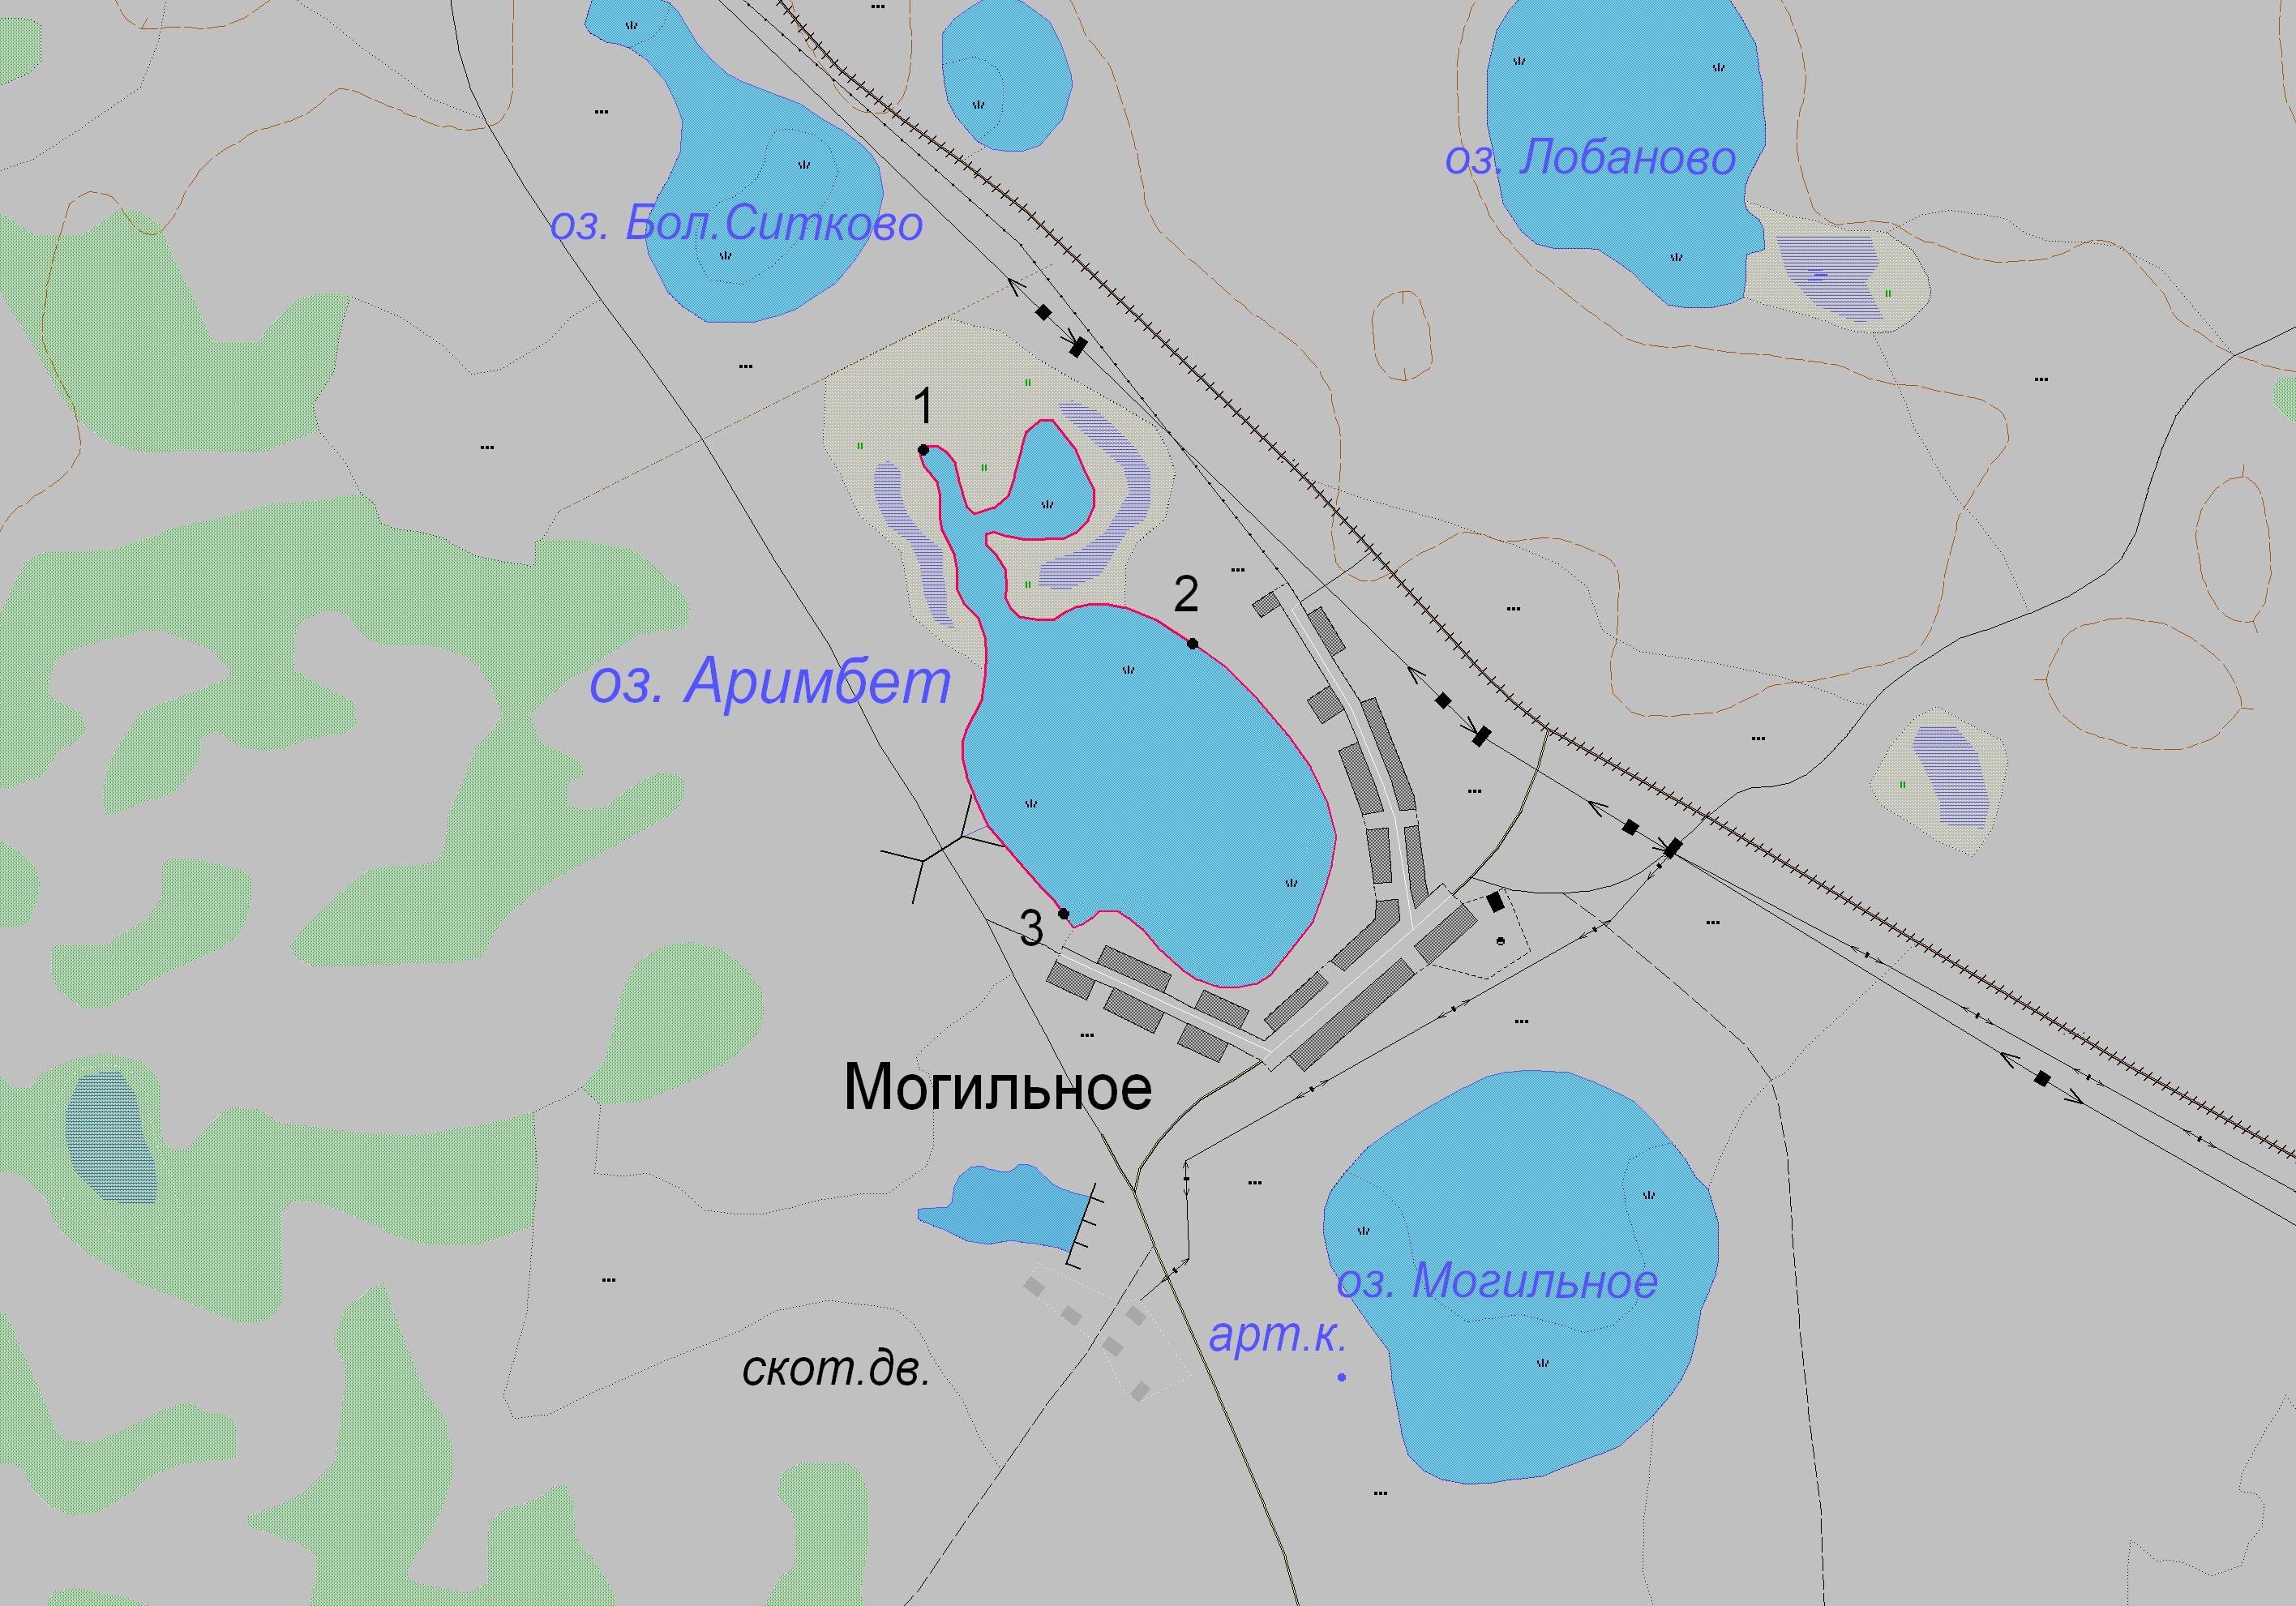 оз. Лобаново
оз. Бол.Ситково
1
2
оз. Аримбет
3
Могильное
оз. Могильное
арт.к.
скот.дв.